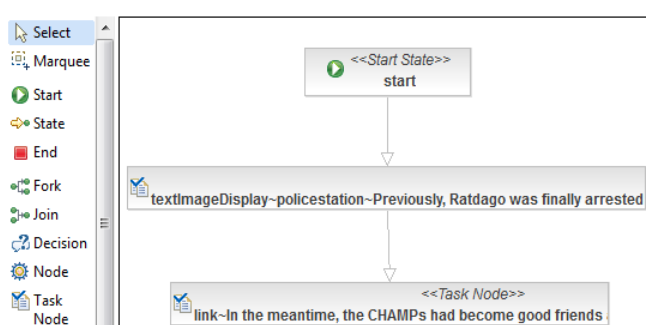 Select
Marquee
Start
State
End
Fork
Join
Decision
Node
Task
Node
<<Start State>>
start
textImageDisplay~policestation~Previously, Ratdago was finally arrested
<<Task Node>>
link~In the meantime, the CHAMPs had become good friends